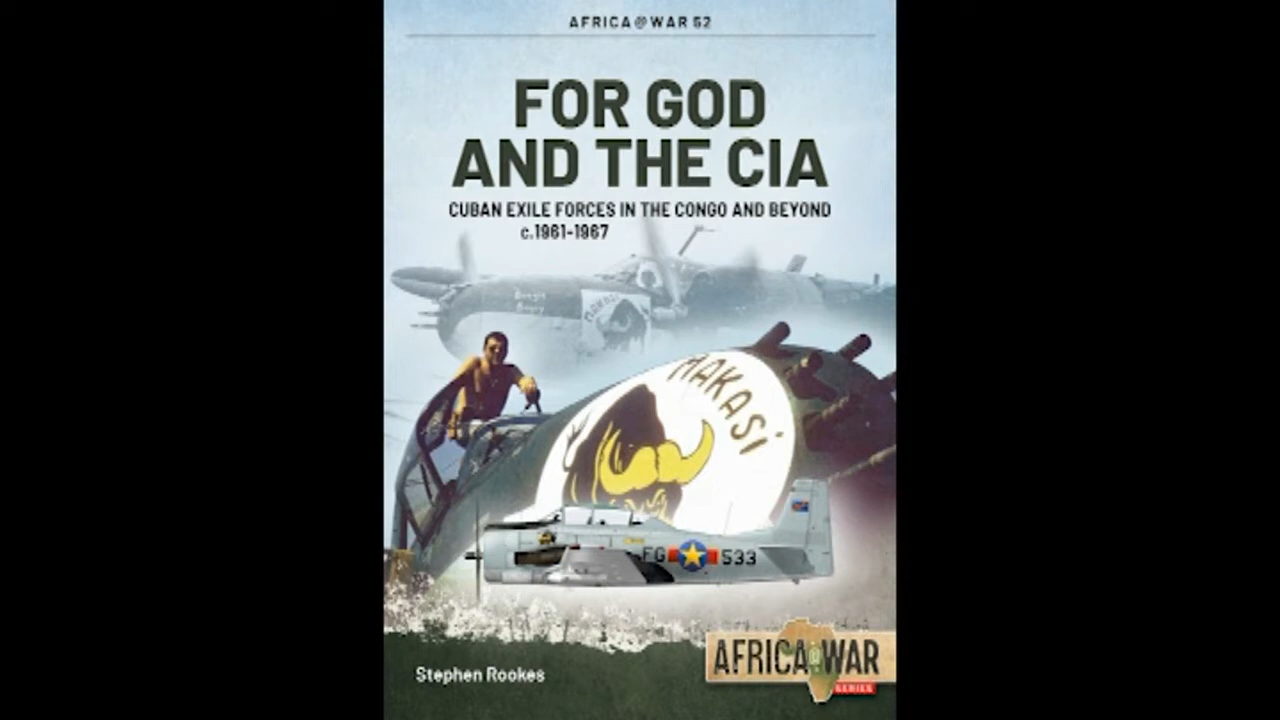 AFRICA@WAR 52
FOR GOD
AND THE CIA
CUBAN EXILE FORCES IN THE CONGO AND BEYOND
c.1961-1967
MAKASI
MAKASI
FG 533
Stephen Rookes
AFRICA@WAR
SERIES